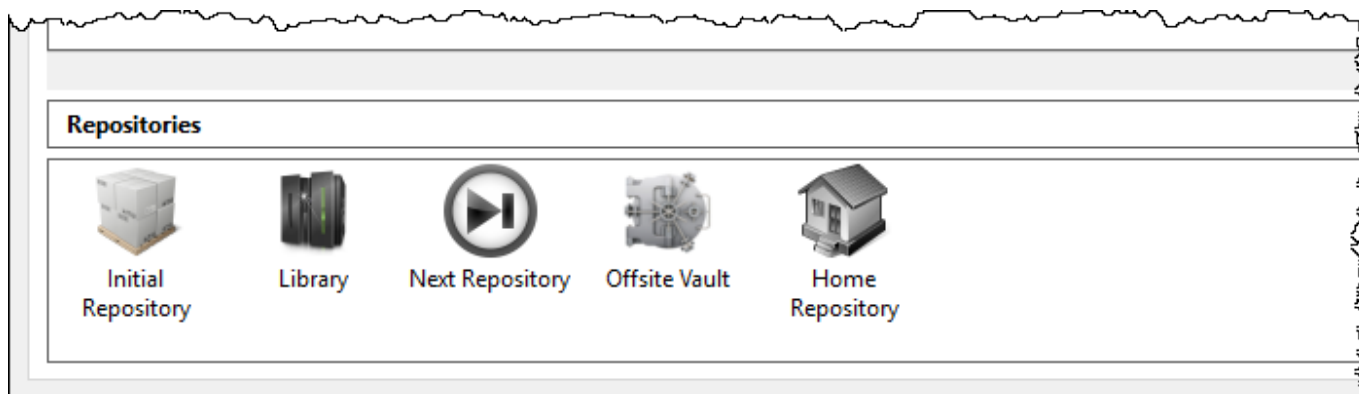 Repositories
Initial
Repository
Library
Next Repository
Offsite Vault
Home
Repository